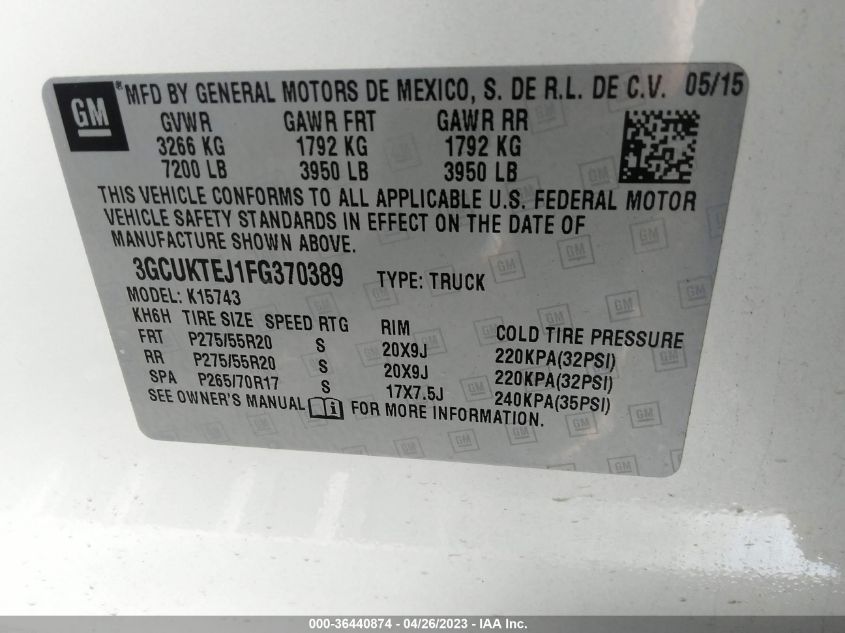 GM ® MFD BY GENERAL MOTORS DE MEXICO, S. DE R.L. DE C.V. 05/15
GVWR GAWR FRT GAWR RR
3266 KG 1792 KG 1792 KG
7200 LB 3950 LB 3950 LB
THIS VEHICLE CONFORMS TO ALL APPLICABLE U.S. FEDERAL MOTOR
VEHICLE SAFETY STANDARDS IN EFFECT ON THE DATE OF
MANUFACTURE SHOWN ABOVE.
3GCUKTEJ1FG370389 TYPE: TRUCK
MODEL: K15743
KH6H TIRE SIZE SPEED RTG RIM COLD TIRE PRESSURE
FRT P275/55R20 S 20X9J 220KPA(32PSI)
RR P275/55R20 S 20X9J 220KPA(32PSI)
SPA P265/70R17 S 17X7.5J 240KPA(35PSI)
SEE OWNER'S MANUAL i FOR MORE INFORMATION.
000-36440874 - 04/26/2023 - IAA Inc.